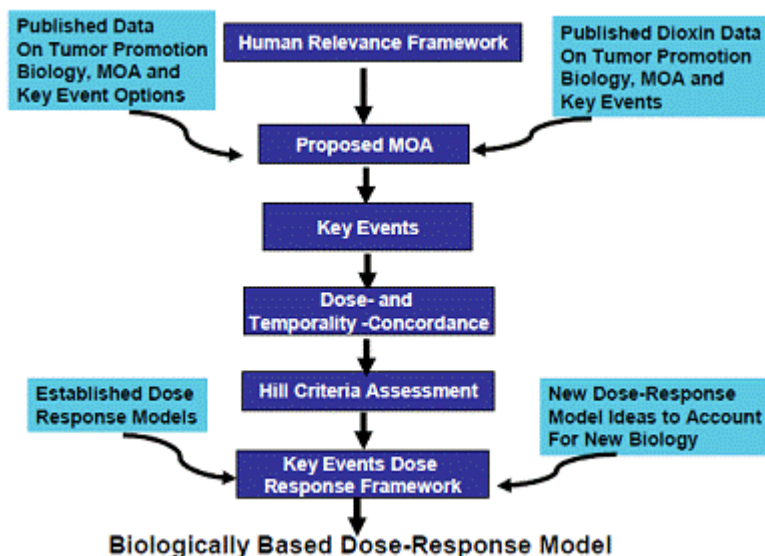 Published Data
On Tumor Promotion
Biology, MOA and
Key Event Options
Human Relevance Framework
Published Dioxin Data
On Tumor Promotion
Biology, MOA and
Key Events
Proposed MOA
Key Events
Dose- and
Temporality -Concordance
Established Dose
Response Models
Hill Criteria Assessment
New Dose-Response
Model Ideas to Account
For New Biology
Key Events Dose
Response Framework
Biologically Based Dose-Response Model